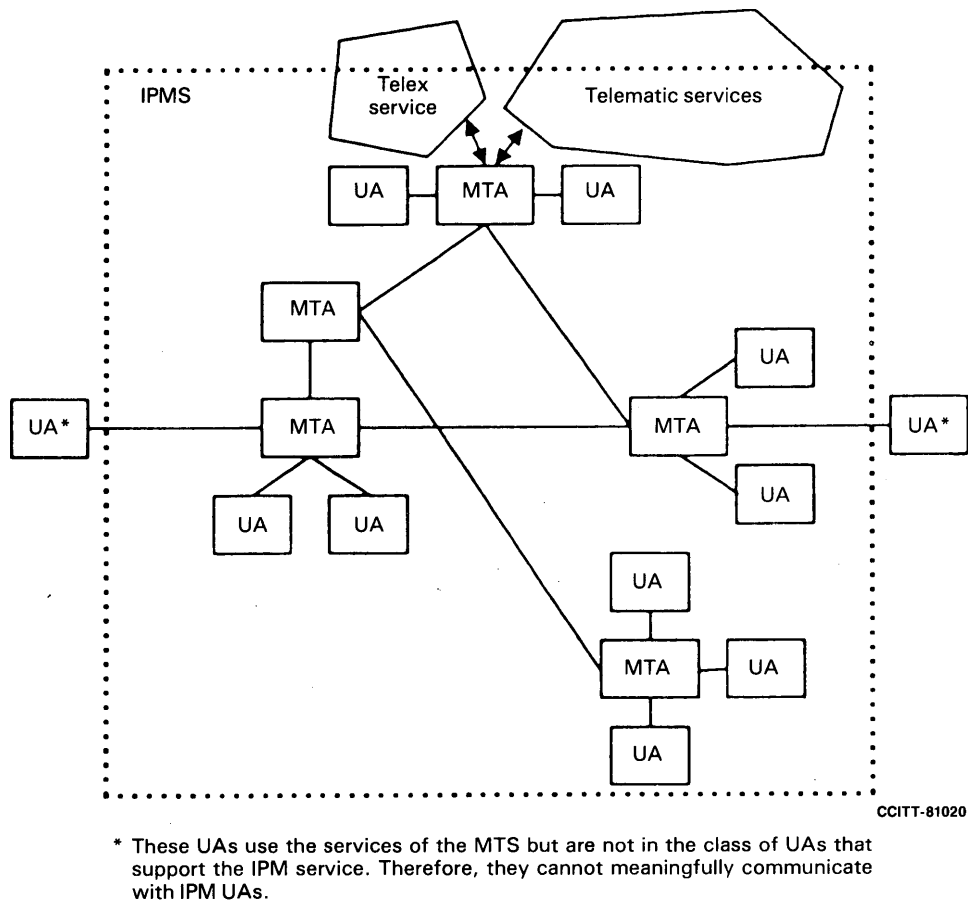 Telex
service
Telematic services
IPMS
UA
MTA
UA
MTA
UA
UA*
MTA
MTA
UA*
UA
UA
UA
UA
MTA
UA
UA
CCITT-81020
* These UAs use the services of the MTS but are not in the class of UAs that
support the IPM service. Therefore, they cannot meaningfully communicate
with IPM UAs.